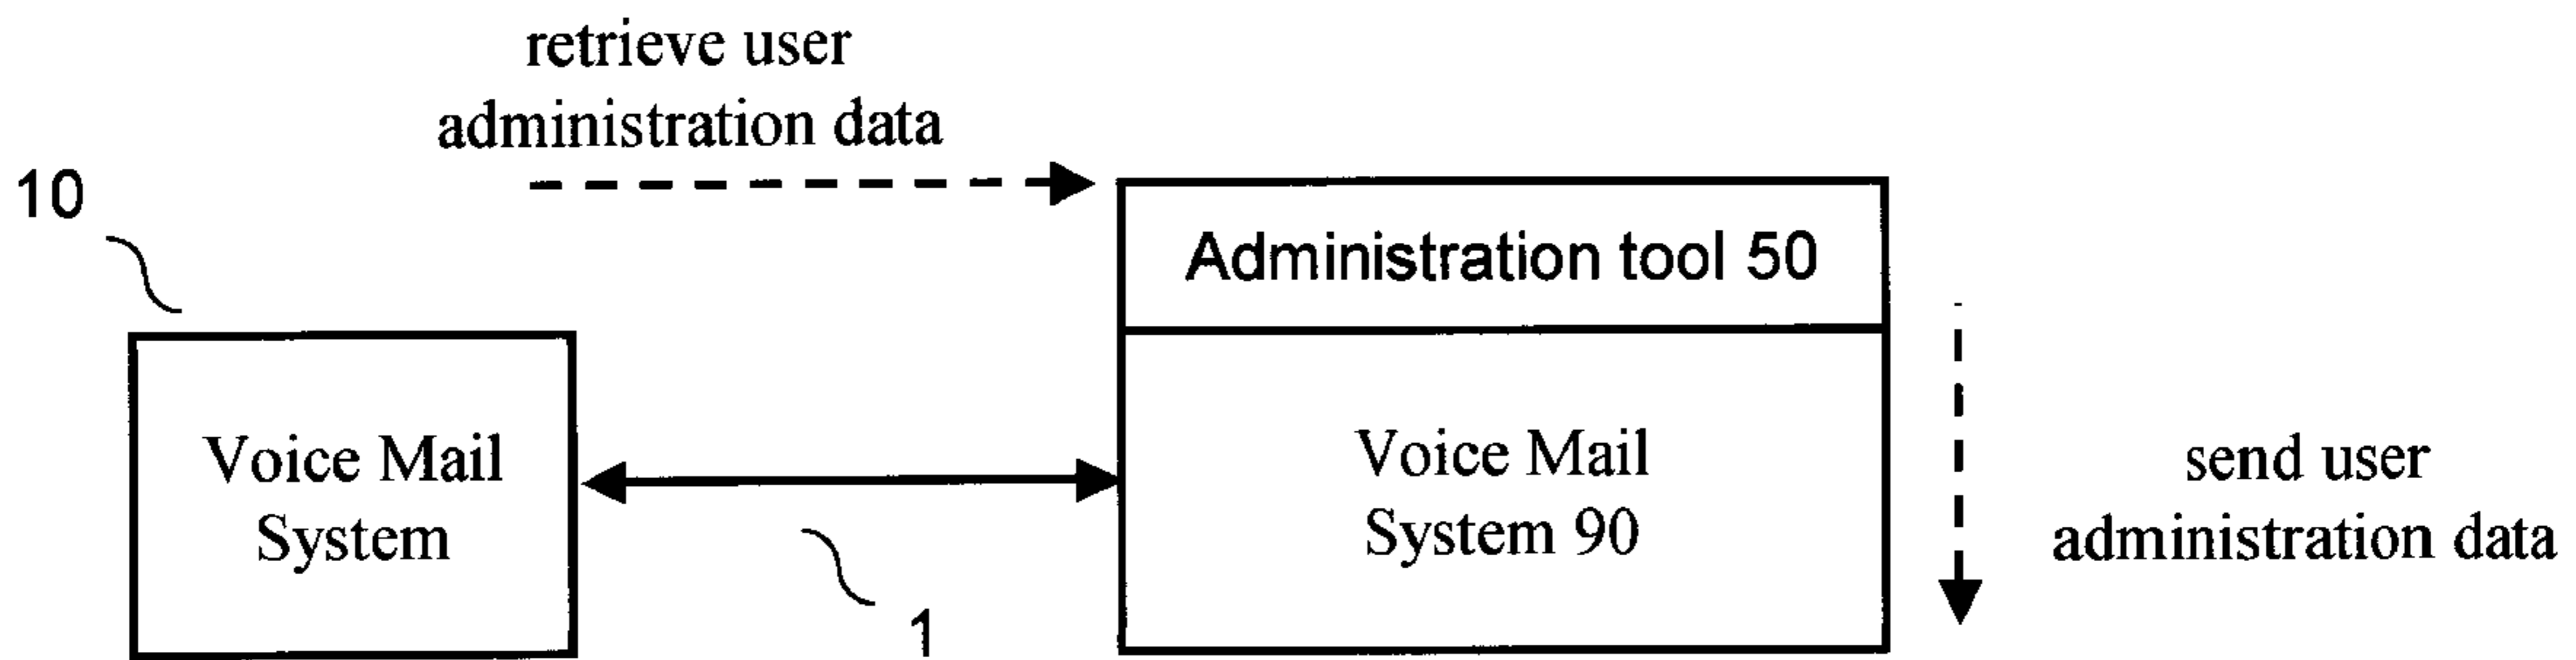 retrieve user
administration data
10
Administration tool 50
Voice Mail
System
Voice Mail
System 90
send user
administration data
1